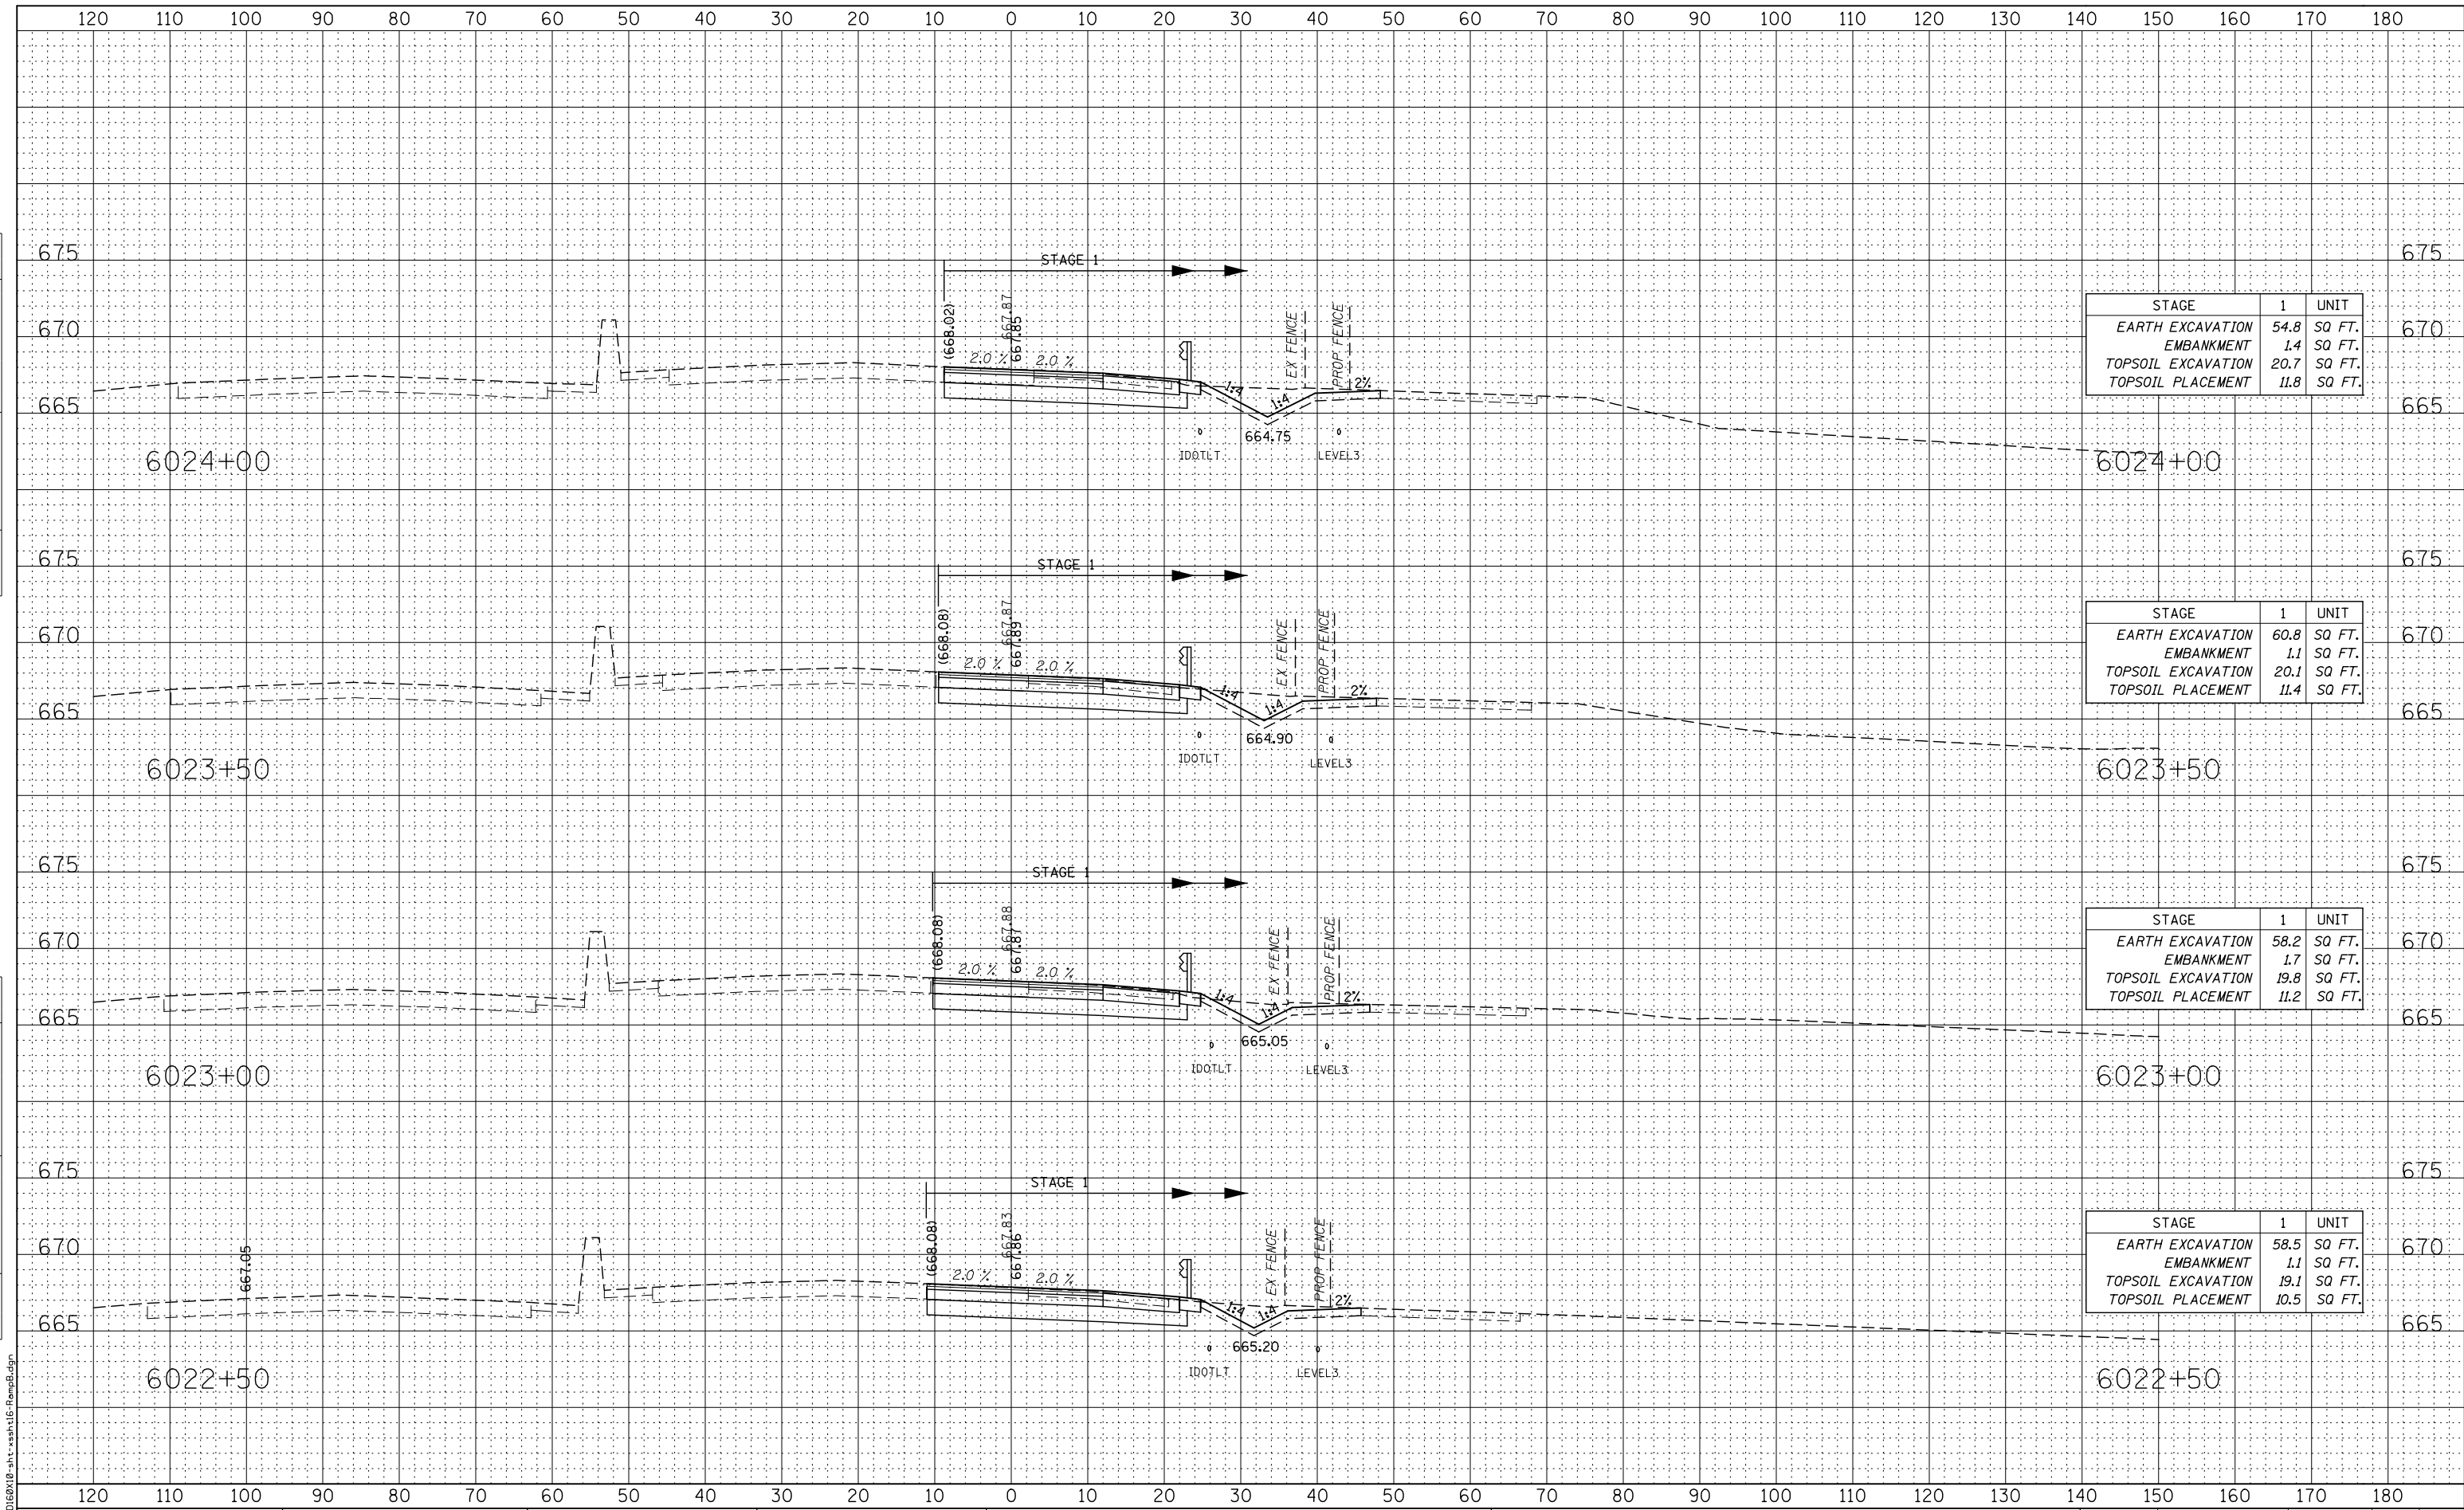 120 110 100 90 80 70 60 50 40 30 20 10 0 10 20 30 40 50 60 70 80 90 100 110 120 130 140 150 160 170 180
675 675
STAGE 1
(668.02)
667.87
667.85
EX FENCE
PROP FENCE
670 670
2.0 % 2.0 %
1:4 1:4 2%
665 665
664.75
IDOTLT LEVEL3
6024+00 6024+00
STAGE 1 UNIT
EARTH EXCAVATION 54.8 SQ FT.
EMBANKMENT 1.4 SQ FT.
TOPSOIL EXCAVATION 20.7 SQ FT.
TOPSOIL PLACEMENT 11.8 SQ FT.
675 675
STAGE 1
(668.08)
667.87
667.89
EX FENCE
PROP FENCE
670 670
2.0 % 2.0 %
1:4 1:4 2%
665 665
664.90
IDOTLT LEVEL3
6023+50 6023+50
STAGE 1 UNIT
EARTH EXCAVATION 60.8 SQ FT.
EMBANKMENT 1.1 SQ FT.
TOPSOIL EXCAVATION 20.1 SQ FT.
TOPSOIL PLACEMENT 11.4 SQ FT.
675 675
STAGE 1
(668.08)
667.88
667.87
EX FENCE
PROP FENCE
670 670
2.0 % 2.0 %
1:4 1:4 2%
665 665
665.05
IDOTLT LEVEL3
6023+00 6023+00
STAGE 1 UNIT
EARTH EXCAVATION 58.2 SQ FT.
EMBANKMENT 1.7 SQ FT.
TOPSOIL EXCAVATION 19.8 SQ FT.
TOPSOIL PLACEMENT 11.2 SQ FT.
675 675
STAGE 1
667.05
(668.08)
667.83
667.86
EX FENCE
PROP FENCE
670 670
2.0 % 2.0 %
1:4 1:4 2%
665 665
665.20
IDOTLT LEVEL3
6022+50 6022+50
STAGE 1 UNIT
EARTH EXCAVATION 58.5 SQ FT.
EMBANKMENT 1.1 SQ FT.
TOPSOIL EXCAVATION 19.1 SQ FT.
TOPSOIL PLACEMENT 10.5 SQ FT.
D160X10-sht-xssht16-RampB.dgn
120 110 100 90 80 70 60 50 40 30 20 10 0 10 20 30 40 50 60 70 80 90 100 110 120 130 140 150 160 170 180